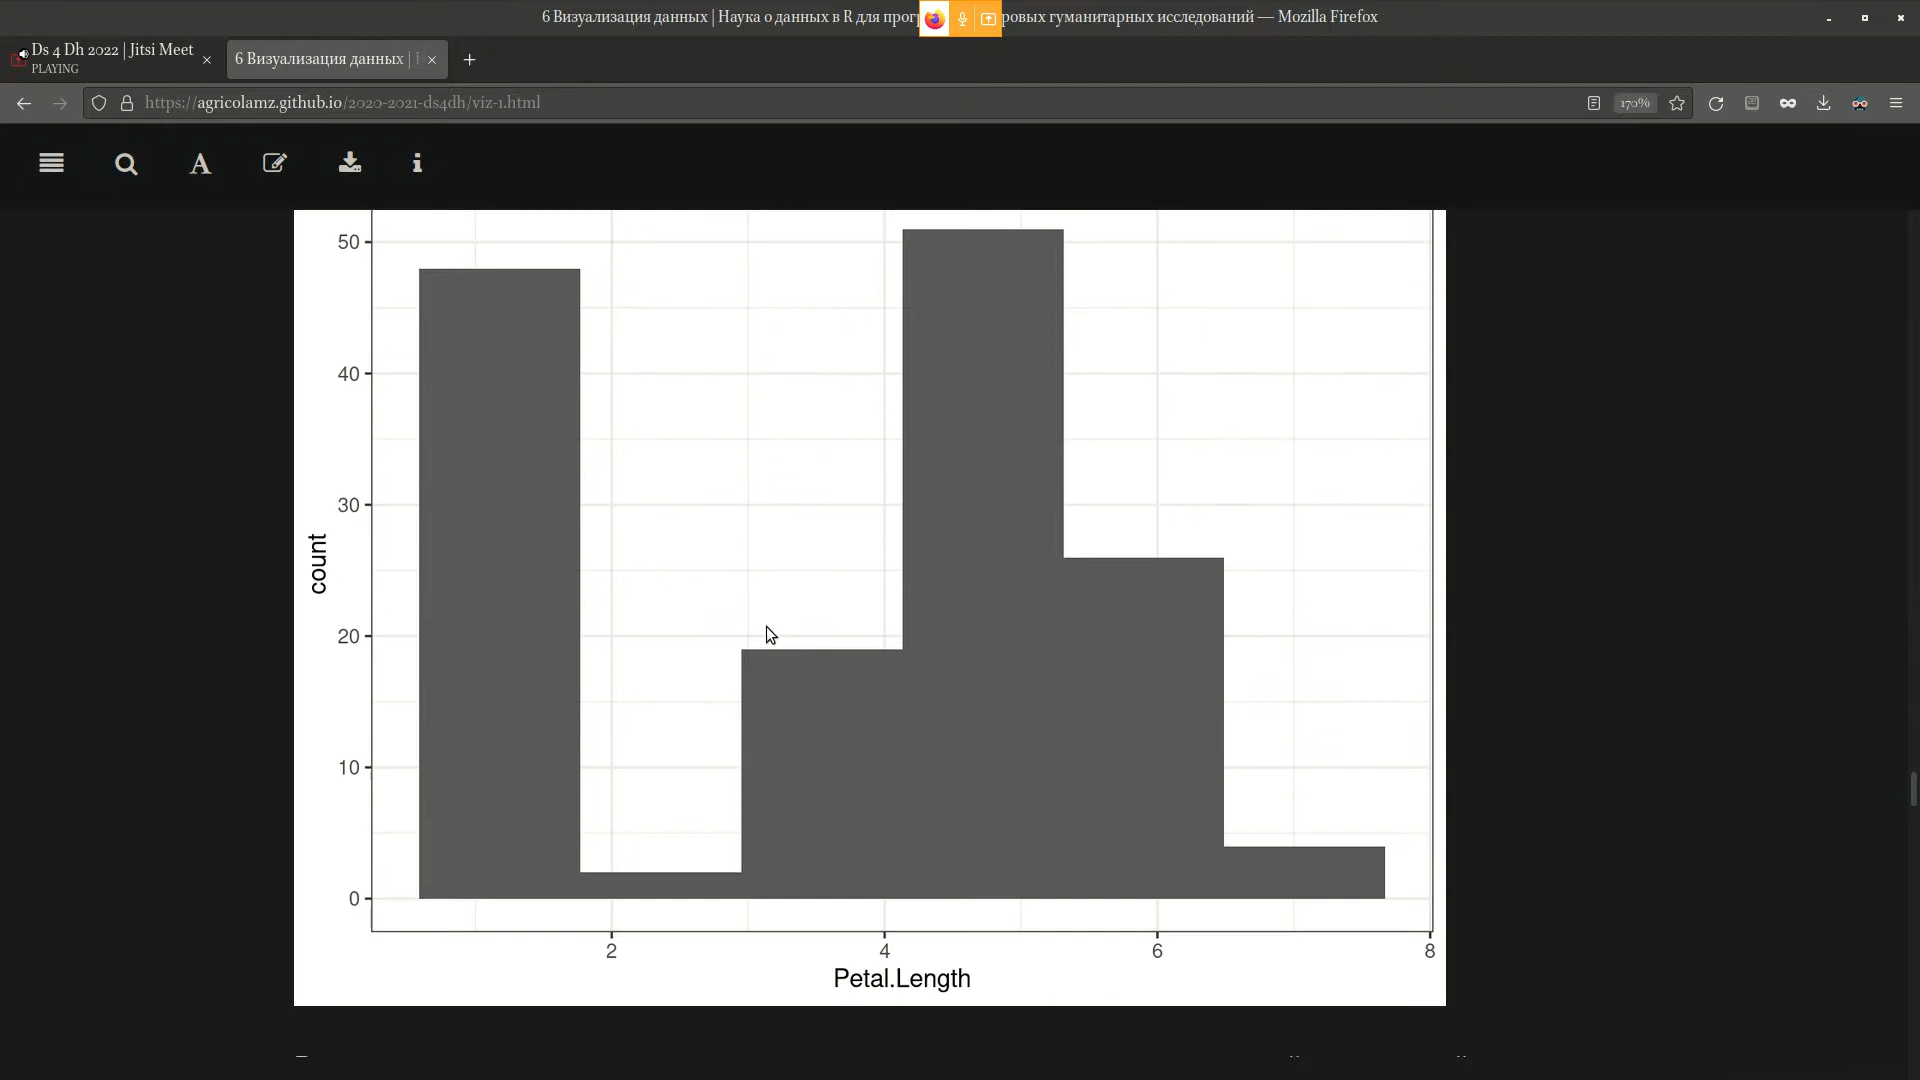 6 Визуализация данных | Наука о данных в R для прог
ровых гуманитарных исследований — Mozilla Firefox
Ds 4 Dh 2022 | Jitsi Meet
PLAYING
6 Визуализация данных |
https://agricolamz.github.io/2020-2021-ds4dh/viz-1.html
170%
50
40
30
20
10
0
count
2
4
6
8
Petal.Length